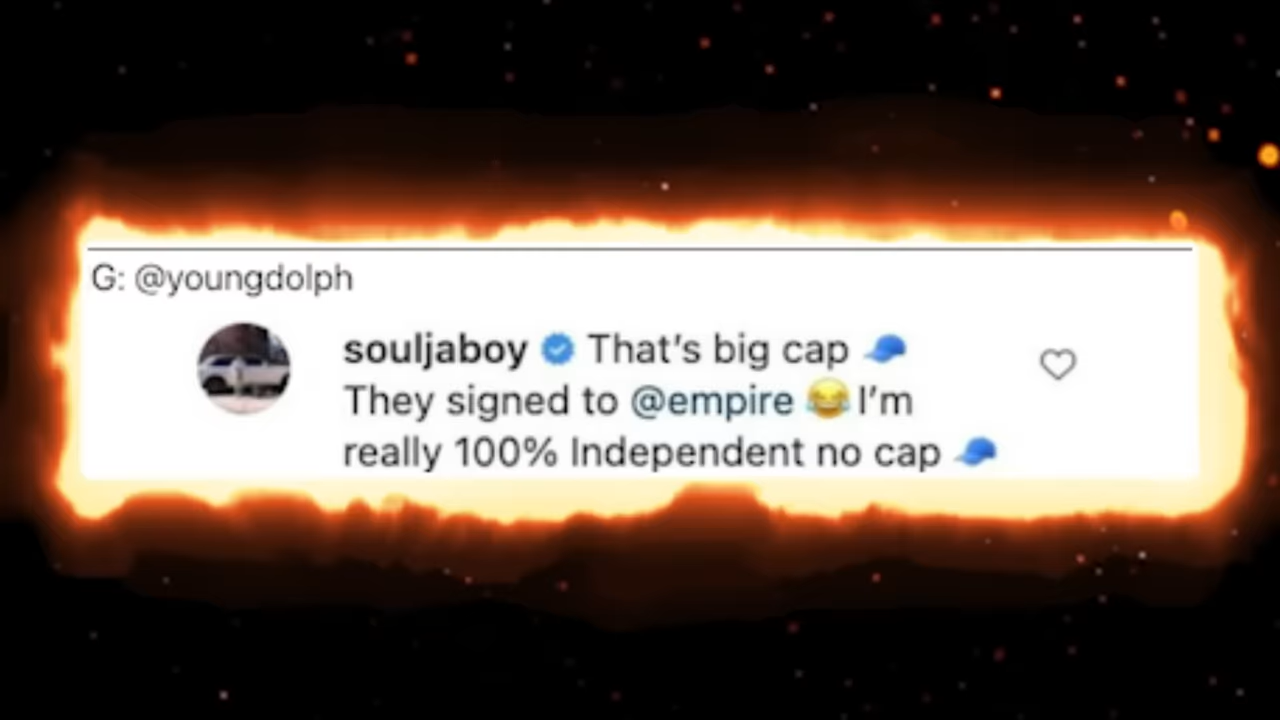 G: @youngdolph
souljaboy That’s big cap 🧢
They signed to @empire 😂 I’m
really 100% Independent no cap 🧢